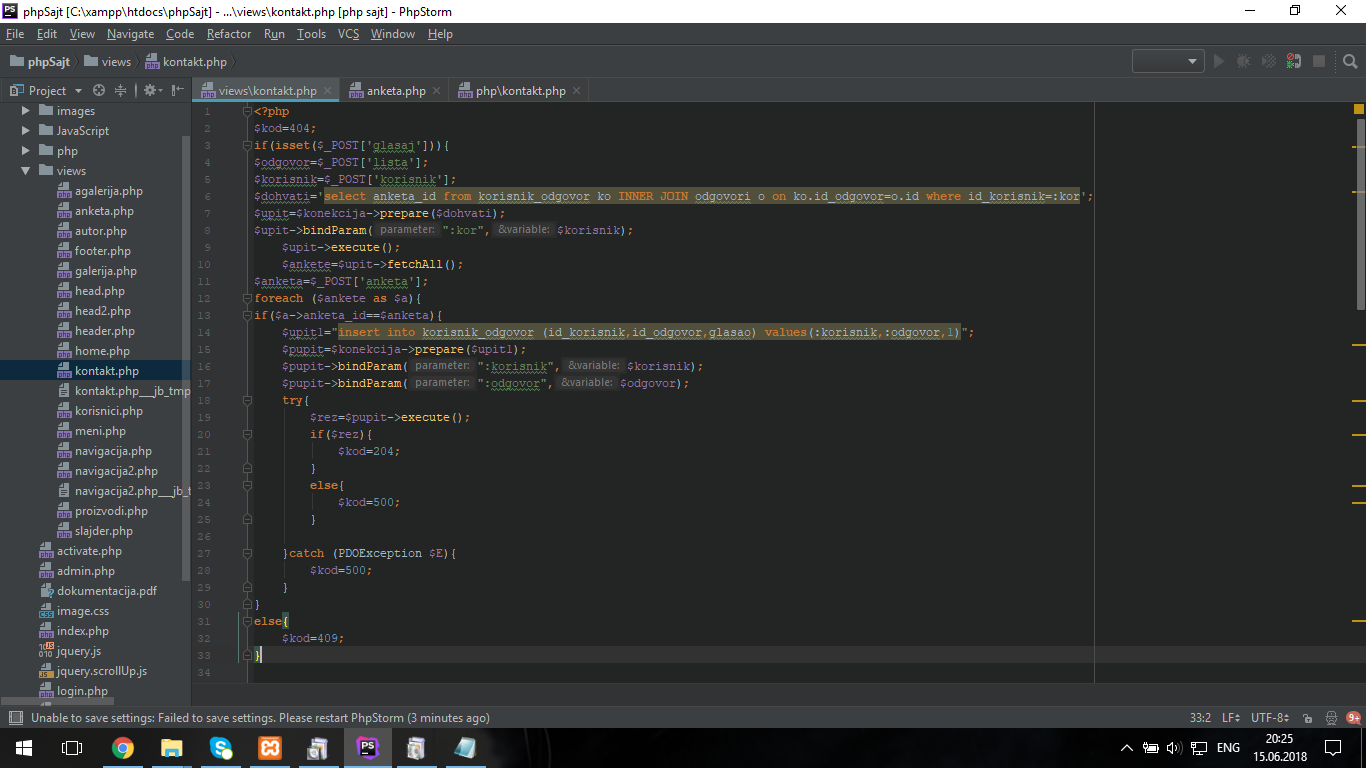 phpSajt [C:\xampp\htdocs\phpSajt] - ...\views\kontakt.php [php sajt] - PhpStorm
File Edit View Navigate Code Refactor Run Tools VCS Window Help
phpSajt views kontakt.php
Project
views\kontakt.php anketa.php php\kontakt.php
images
JavaScript
php
views
agalerija.php
anketa.php
autor.php
footer.php
galerija.php
head.php
head2.php
header.php
home.php
kontakt.php
kontakt.php___jb_tmp
korisnici.php
meni.php
navigacija.php
navigacija2.php
navigacija2.php___jb_t
proizvodi.php
slajder.php
activate.php
admin.php
dokumentacija.pdf
image.css
index.php
jquery.js
jquery.scrollUp.js
login.php
1 <?php
2 $kod=404;
3 if(isset($_POST['glasaj'])){
4 $odgovor=$_POST['lista'];
5 $korisnik=$_POST['korisnik'];
6 $dohvati='select anketa_id from korisnik_odgovor ko INNER JOIN odgovori o on ko.id_odgovor=o.id where id_korisnik=:kor';
7 $upit=$konekcija->prepare($dohvati);
8 $upit->bindParam( parameter: ":kor", &variable: $korisnik);
9 $upit->execute();
10 $ankete=$upit->fetchAll();
11 $anketa=$_POST['anketa'];
12 foreach ($ankete as $a){
13 if($a->anketa_id==$anketa){
14 $upit1="insert into korisnik_odgovor (id_korisnik,id_odgovor,glasao) values(:korisnik,:odgovor,1)";
15 $pupit=$konekcija->prepare($upit1);
16 $pupit->bindParam( parameter: ":korisnik", &variable: $korisnik);
17 $pupit->bindParam( parameter: ":odgovor", &variable: $odgovor);
18 try{
19 $rez=$pupit->execute();
20 if($rez){
21 $kod=204;
22 }
23 else{
24 $kod=500;
25 }
26
27 }catch (PDOException $E){
28 $kod=500;
29 }
30 }
31 else{
32 $kod=409;
33 }
34
Unable to save settings: Failed to save settings. Please restart PhpStorm (3 minutes ago) 33:2 LF UTF-8 9+
ENG 20:25
15.06.2018